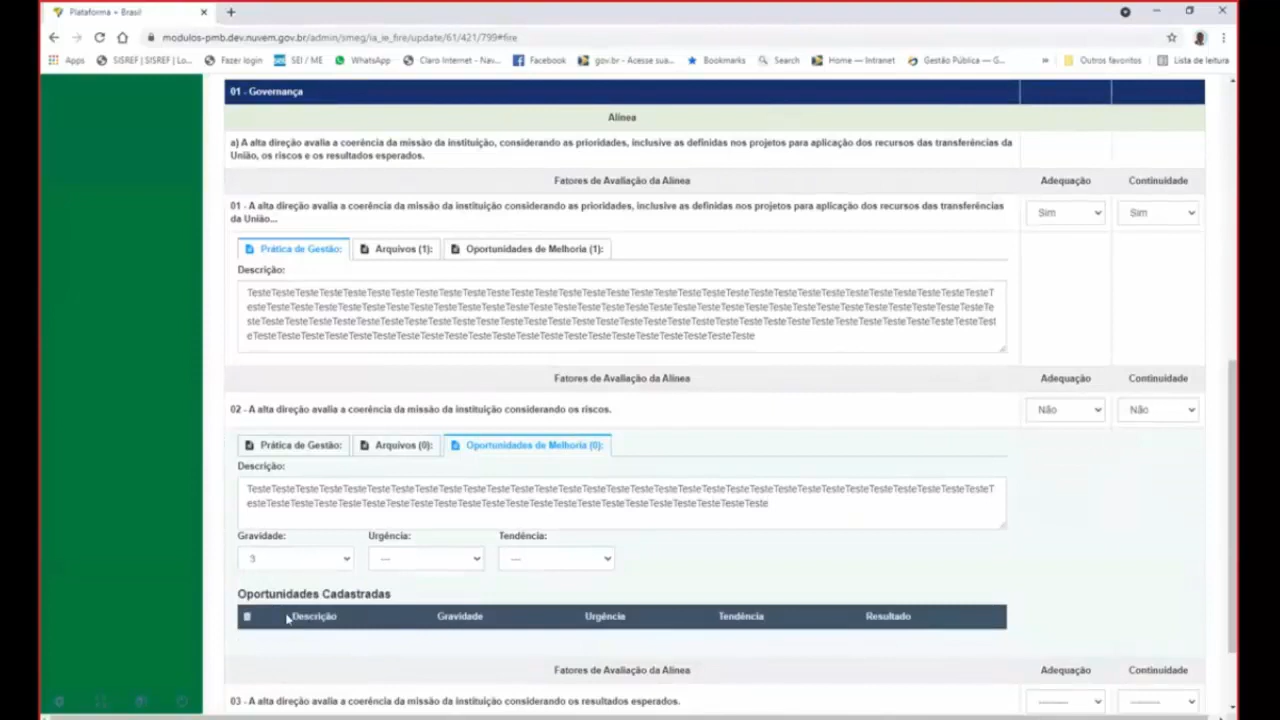 Plataforma + Brasil
modulos-pmb.dev.nuvem.gov.br/admin/smeg/ia_ie_fire/update/61/421/799#fire
Apps SISREF | SISREF | Lo... Fazer login SEI / ME WhatsApp Claro Internet - Nav... Facebook gov.br - Acesse sua... Bookmarks Search Home — Intranet Gestão Pública — G... » Outros favoritos Lista de leitura
01 - Governança
Alínea
a) A alta direção avalia a coerência da missão da instituição, considerando as prioridades, inclusive as definidas nos projetos para aplicação dos recursos das transferências da
União, os riscos e os resultados esperados.
Fatores de Avaliação da Alínea Adequação Continuidade
01 - A alta direção avalia a coerência da missão da instituição considerando as prioridades, inclusive as definidas nos projetos para aplicação dos recursos das transferências
da União... Sim Sim
Prática de Gestão: Arquivos (1): Oportunidades de Melhoria (1):
Descrição:
TesteTesteTesteTesteTesteTesteTesteTesteTesteTesteTesteTesteTesteTesteTesteTesteTesteTesteTesteTesteTesteTesteTesteTesteTesteTesteTesteTesteTesteTesteTesteT
esteTesteTesteTesteTesteTesteTesteTesteTesteTesteTesteTesteTesteTesteTesteTesteTesteTesteTesteTesteTesteTesteTesteTesteTesteTesteTesteTesteTesteTesteTesteTe
steTesteTesteTesteTesteTesteTesteTesteTesteTesteTesteTesteTesteTesteTesteTesteTesteTesteTesteTesteTesteTesteTesteTesteTesteTesteTesteTesteTesteTesteTesteTest
eTesteTesteTesteTesteTesteTesteTesteTesteTesteTesteTesteTesteTesteTesteTesteTesteTesteTesteTesteTesteTeste
Fatores de Avaliação da Alínea Adequação Continuidade
02 - A alta direção avalia a coerência da missão da instituição considerando os riscos. Não Não
Prática de Gestão: Arquivos (0): Oportunidades de Melhoria (0):
Descrição:
TesteTesteTesteTesteTesteTesteTesteTesteTesteTesteTesteTesteTesteTesteTesteTesteTesteTesteTesteTesteTesteTesteTesteTesteTesteTesteTesteTesteTesteTesteTesteT
esteTesteTesteTesteTesteTesteTesteTesteTesteTesteTesteTesteTesteTesteTesteTesteTesteTesteTesteTesteTesteTeste
Gravidade: Urgência: Tendência:
3 --- ---
Oportunidades Cadastradas
Descrição Gravidade Urgência Tendência Resultado
Fatores de Avaliação da Alínea Adequação Continuidade
03 - A alta direção avalia a coerência da missão da instituição considerando os resultados esperados. --------- ---------